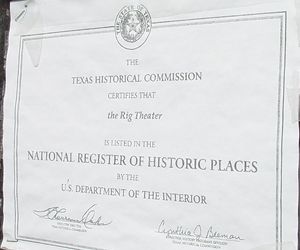 THE
TEXAS HISTORICAL COMMISSION
CERTIFIES THAT
the Rig Theater
IS LISTED IN THE
NATIONAL REGISTER OF HISTORIC PLACES
BY THE
U.S. DEPARTMENT OF THE INTERIOR